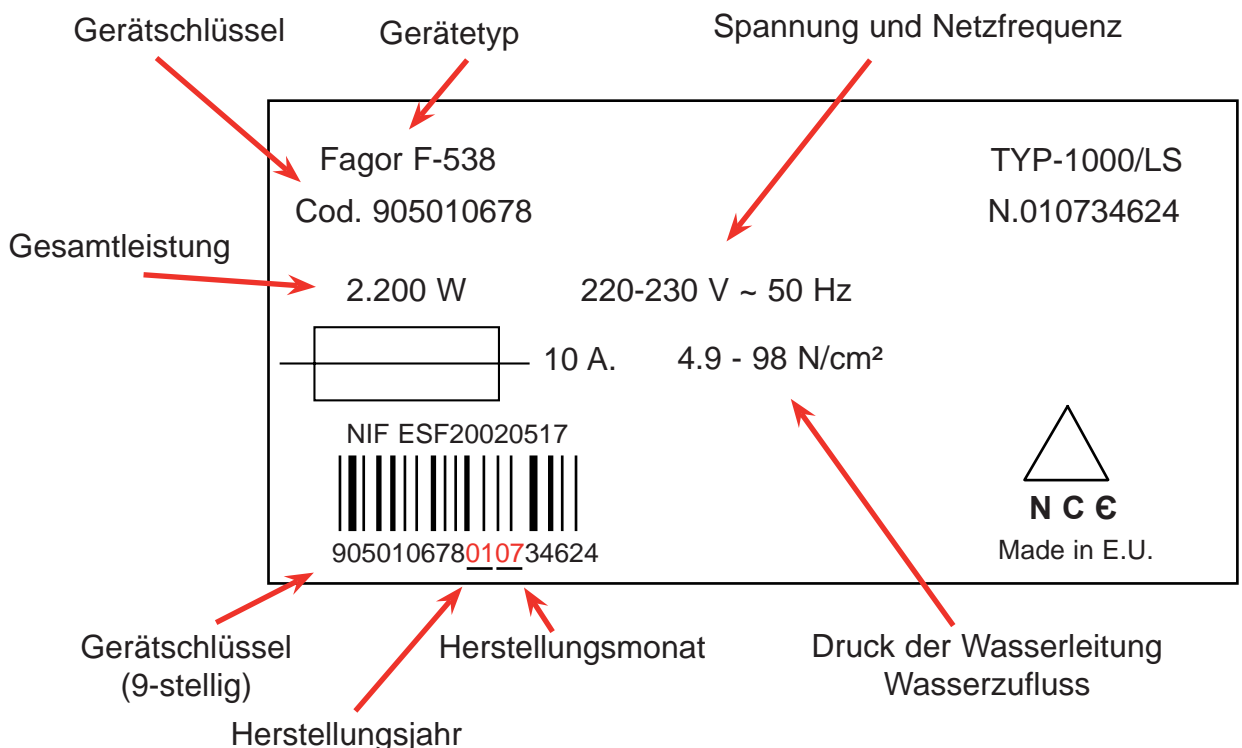 Gerätschlüssel
Gerätetyp
Spannung und Netzfrequenz
Fagor F-538
TYP-1000/LS
Cod. 905010678
N.010734624
Gesamtleistung
2.200 W
220-230 V ~ 50 Hz
10 A.
4.9 - 98 N/cm²
NIF ESF20020517
N C €
905010678010734624
Made in E.U.
Gerätschlüssel
(9-stellig)
Herstellungsmonat
Druck der Wasserleitung
Wasserzufluss
Herstellungsjahr